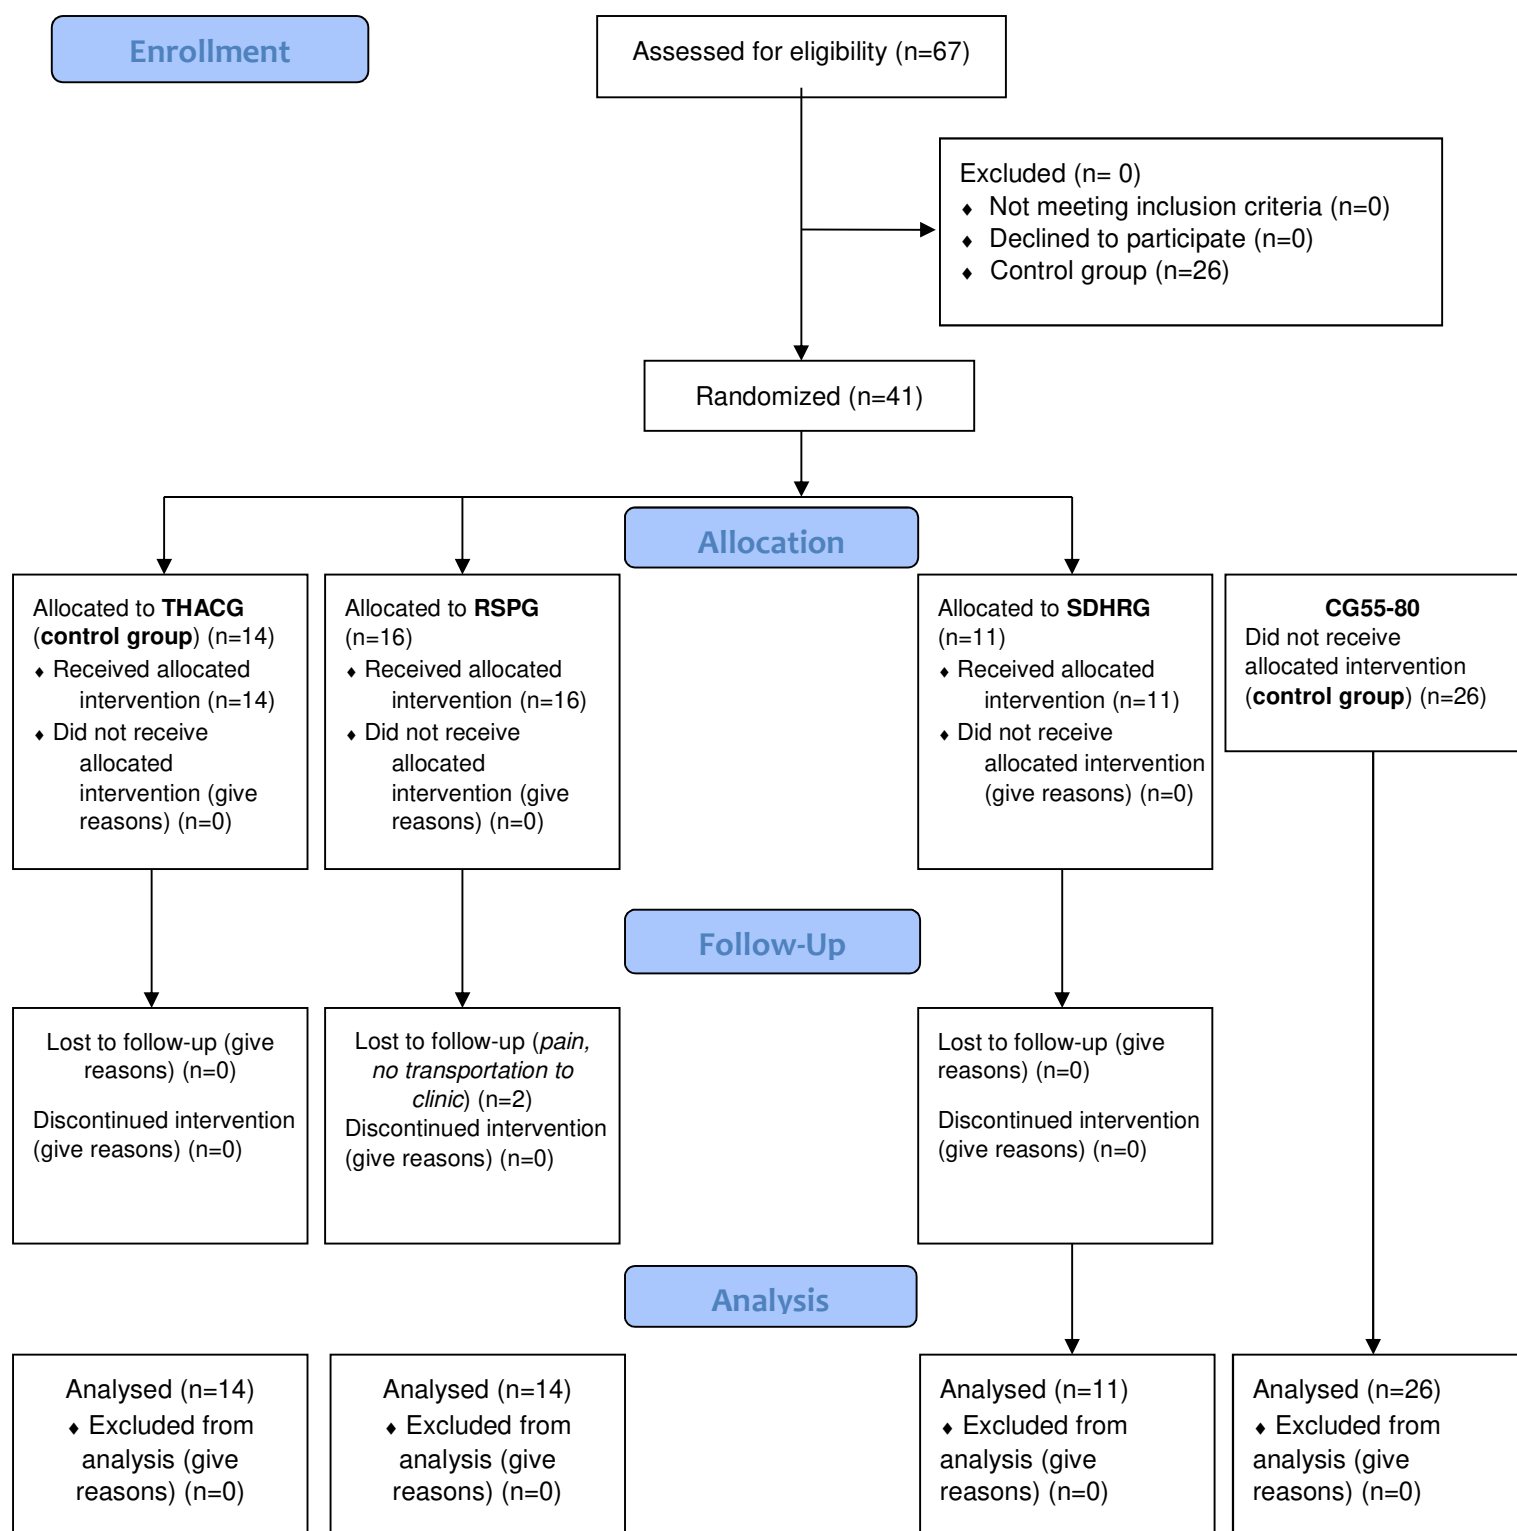 Enrollment
Assessed for eligibility (n=67)
Excluded (n= 0)
♦ Not meeting inclusion criteria (n=0)
♦ Declined to participate (n=0)
♦ Control group (n=26)
Randomized (n=41)
Allocation
Allocated to THACG
(control group) (n=14)
♦ Received allocated
intervention (n=14)
♦ Did not receive
allocated
intervention (give
reasons) (n=0)
Allocated to RSPG
(n=16)
♦ Received allocated
intervention (n=16)
♦ Did not receive
allocated
intervention (give
reasons) (n=0)
Allocated to SDHRG
(n=11)
♦ Received allocated
intervention (n=11)
♦ Did not receive
allocated intervention
(give reasons) (n=0)
CG55-80
Did not receive
allocated intervention
(control group) (n=26)
Follow-Up
Lost to follow-up (give
reasons) (n=0)
Discontinued intervention
(give reasons) (n=0)
Lost to follow-up (pain,
no transportation to
clinic) (n=2)
Discontinued intervention
(give reasons) (n=0)
Lost to follow-up (give
reasons) (n=0)
Discontinued intervention
(give reasons) (n=0)
Analysis
Analysed (n=14)
♦ Excluded from
analysis (give
reasons) (n=0)
Analysed (n=14)
♦ Excluded from
analysis (give
reasons) (n=0)
Analysed (n=11)
♦ Excluded from
analysis (give
reasons) (n=0)
Analysed (n=26)
♦ Excluded from
analysis (give
reasons) (n=0)